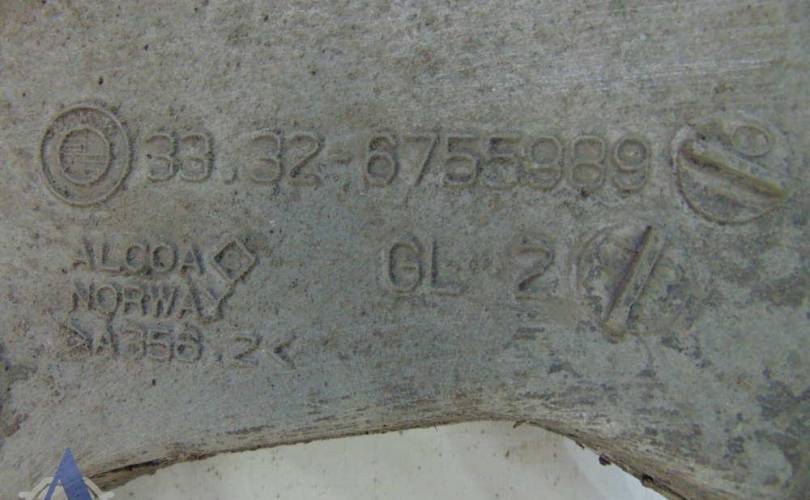 33.32-6755989
ALCOA
NORWAY
>A356.2<
GL 2